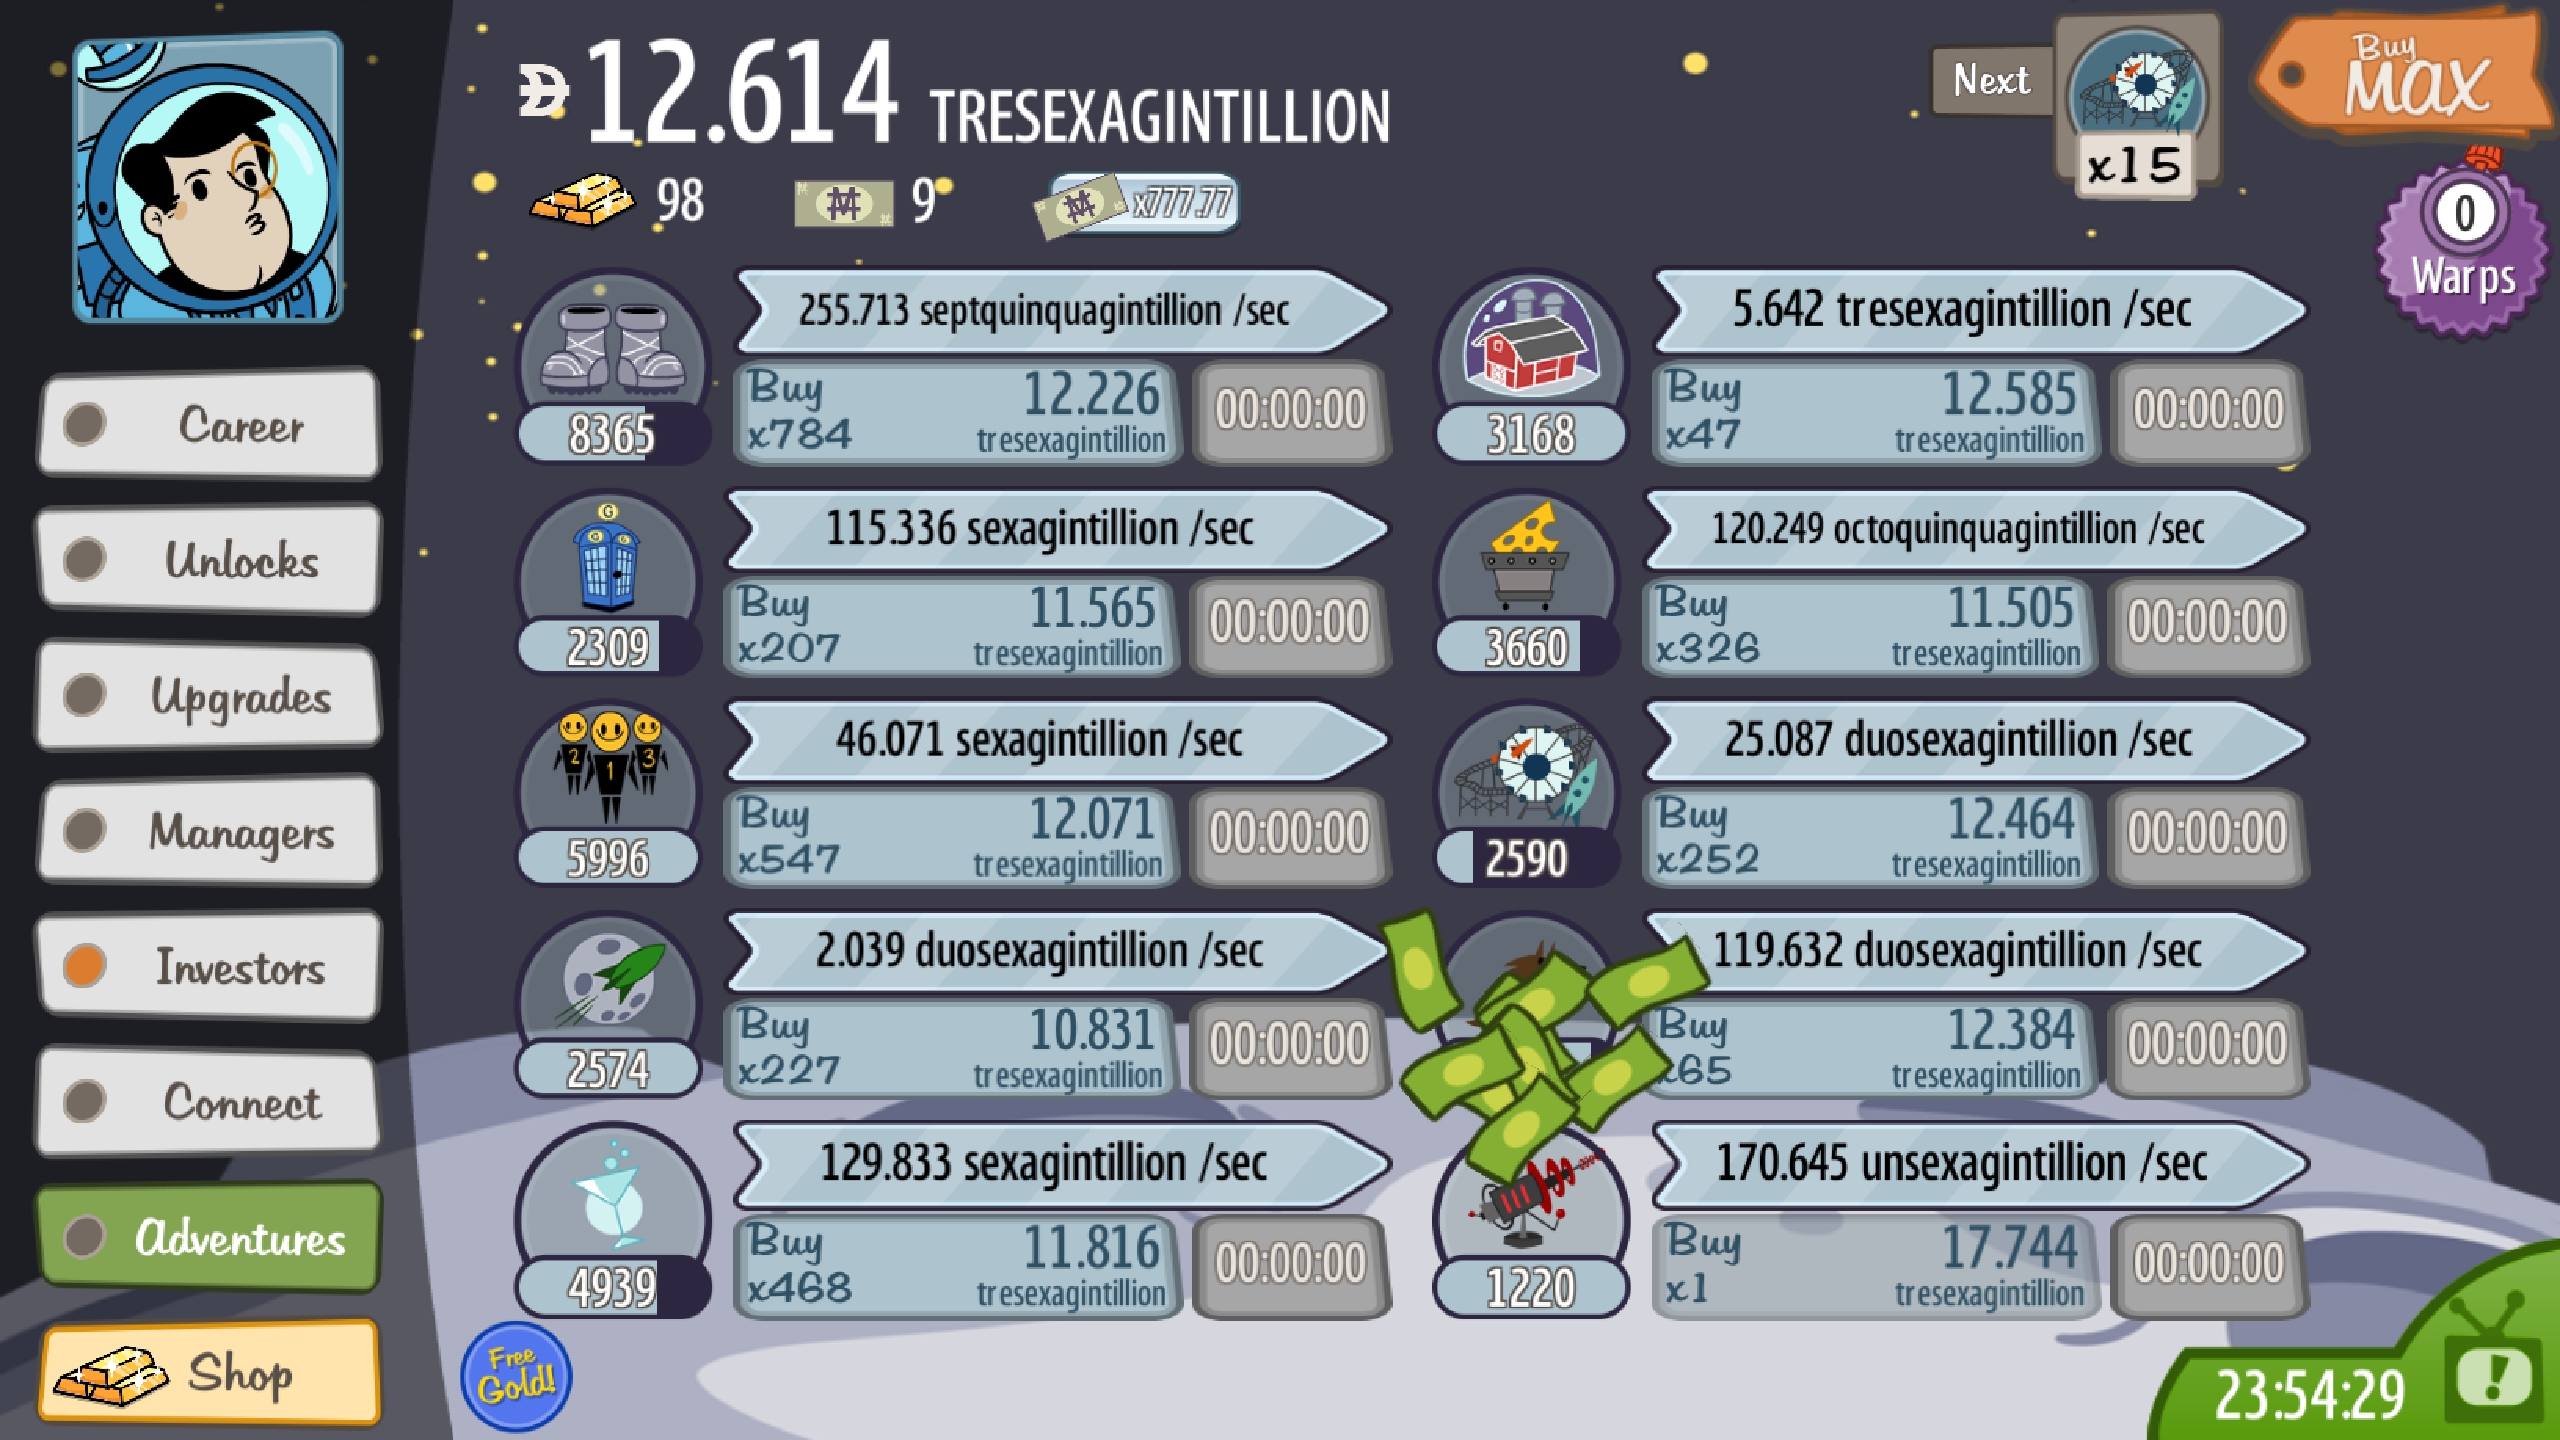 12.614 TRESEXAGINTILLION
Next
x15
Buy
MAX
98
9
x777.77
0
Warps
Career
Unlocks
Upgrades
Managers
Investors
Connect
Adventures
Shop
255.713 septquinquagintillion /sec
8365
Buy
x784
12.226
tresexagintillion
00:00:00
5.642 tresexagintillion /sec
3168
Buy
x47
12.585
tresexagintillion
00:00:00
115.336 sexagintillion /sec
G
G G
2309
Buy
x207
11.565
tresexagintillion
00:00:00
120.249 octoquinquagintillion /sec
3660
Buy
x326
11.505
tresexagintillion
00:00:00
46.071 sexagintillion /sec
2 1 3
5996
Buy
x547
12.071
tresexagintillion
00:00:00
25.087 duosexagintillion /sec
2590
Buy
x252
12.464
tresexagintillion
00:00:00
2.039 duosexagintillion /sec
2574
Buy
x227
10.831
tresexagintillion
00:00:00
119.632 duosexagintillion /sec
Buy
x65
12.384
tresexagintillion
00:00:00
129.833 sexagintillion /sec
4939
Buy
x468
11.816
tresexagintillion
00:00:00
170.645 unsexagintillion /sec
1220
Buy
x1
17.744
tresexagintillion
00:00:00
Free
Gold!
23:54:29
!